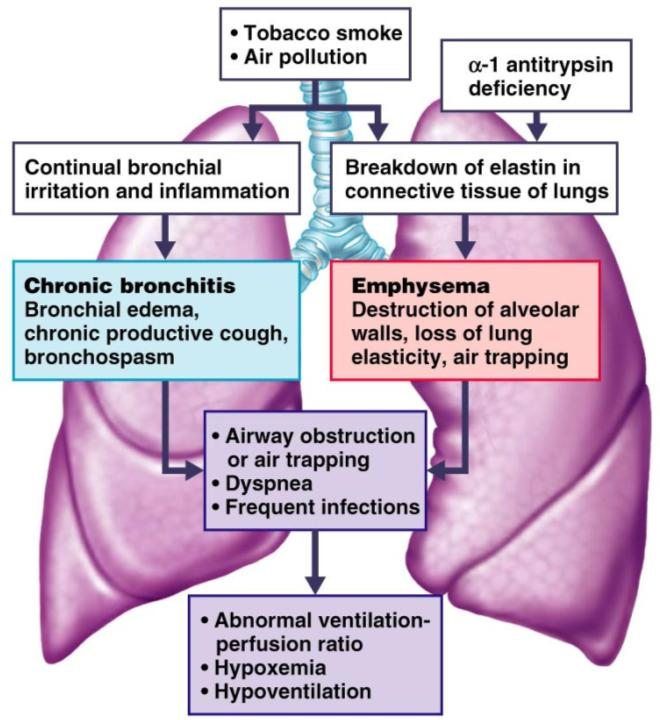 • Tobacco smoke
• Air pollution
α-1 antitrypsin
deficiency
Continual bronchial
irritation and inflammation
Breakdown of elastin in
connective tissue of lungs
Chronic bronchitis
Bronchial edema,
chronic productive cough,
bronchospasm
Emphysema
Destruction of alveolar
walls, loss of lung
elasticity, air trapping
• Airway obstruction
or air trapping
• Dyspnea
• Frequent infections
• Abnormal ventilation-
perfusion ratio
• Hypoxemia
• Hypoventilation